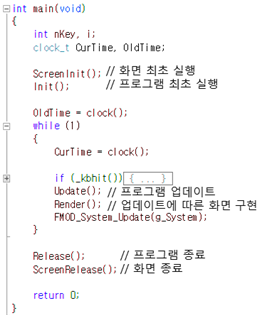 int main(void)
{
int nKey, i;
clock_t CurTime, OldTime;
ScreenInit(); // 화면 최초 실행
Init(); // 프로그램 최초 실행
OldTime = clock();
while (1)
{
CurTime = clock();
if (_kbhit()) { ... }
Update(); // 프로그램 업데이트
Render(); // 업데이트에 따른 화면 구현
FMOD_System_Update(g_System);
}
Release(); // 프로그램 종료
ScreenRelease(); // 화면 종료
return 0;
}